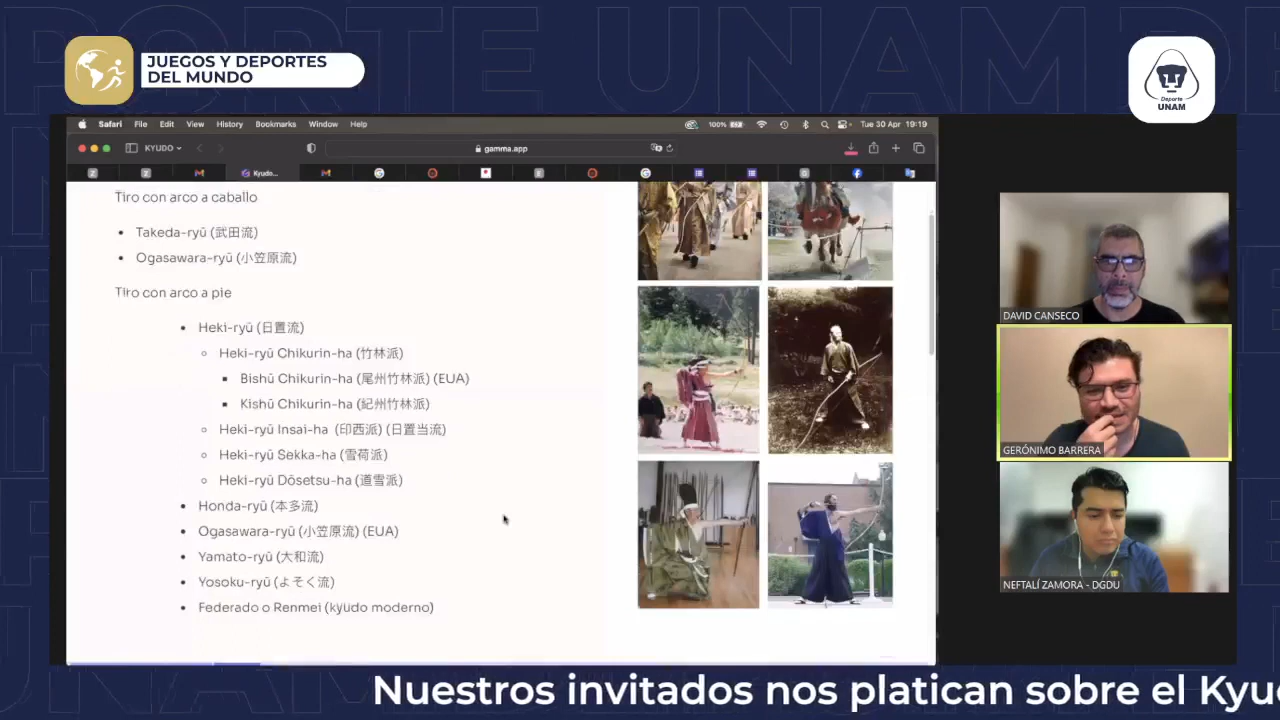 JUEGOS Y DEPORTES
DEL MUNDO
Deporte
UNAM
Safari File Edit View History Bookmarks Window Help
100% Tue 30 Apr 19:19
KYUDO
gamma.app
Kyudo...
Tiro con arco a caballo
• Takeda-ryū (武田流)
• Ogasawara-ryū (小笠原流)
Tiro con arco a pie
• Heki-ryū (日置流)
Heki-ryū Chikurin-ha (竹林派)
Bishū Chikurin-ha (尾州竹林派) (EUA)
Kishū Chikurin-ha (紀州竹林派)
Heki-ryū Insai-ha (印西派) (日置当流)
Heki-ryū Sekka-ha (雪荷派)
Heki-ryū Dōsetsu-ha (道雪派)
• Honda-ryū (本多流)
• Ogasawara-ryū (小笠原流) (EUA)
• Yamato-ryū (大和流)
• Yosoku-ryū (よそく流)
• Federado o Renmei (kyudo moderno)
DAVID CANSECO
GERÓNIMO BARRERA
NEFTALÍ ZAMORA - DGDU
Nuestros invitados nos platican sobre el Kyud